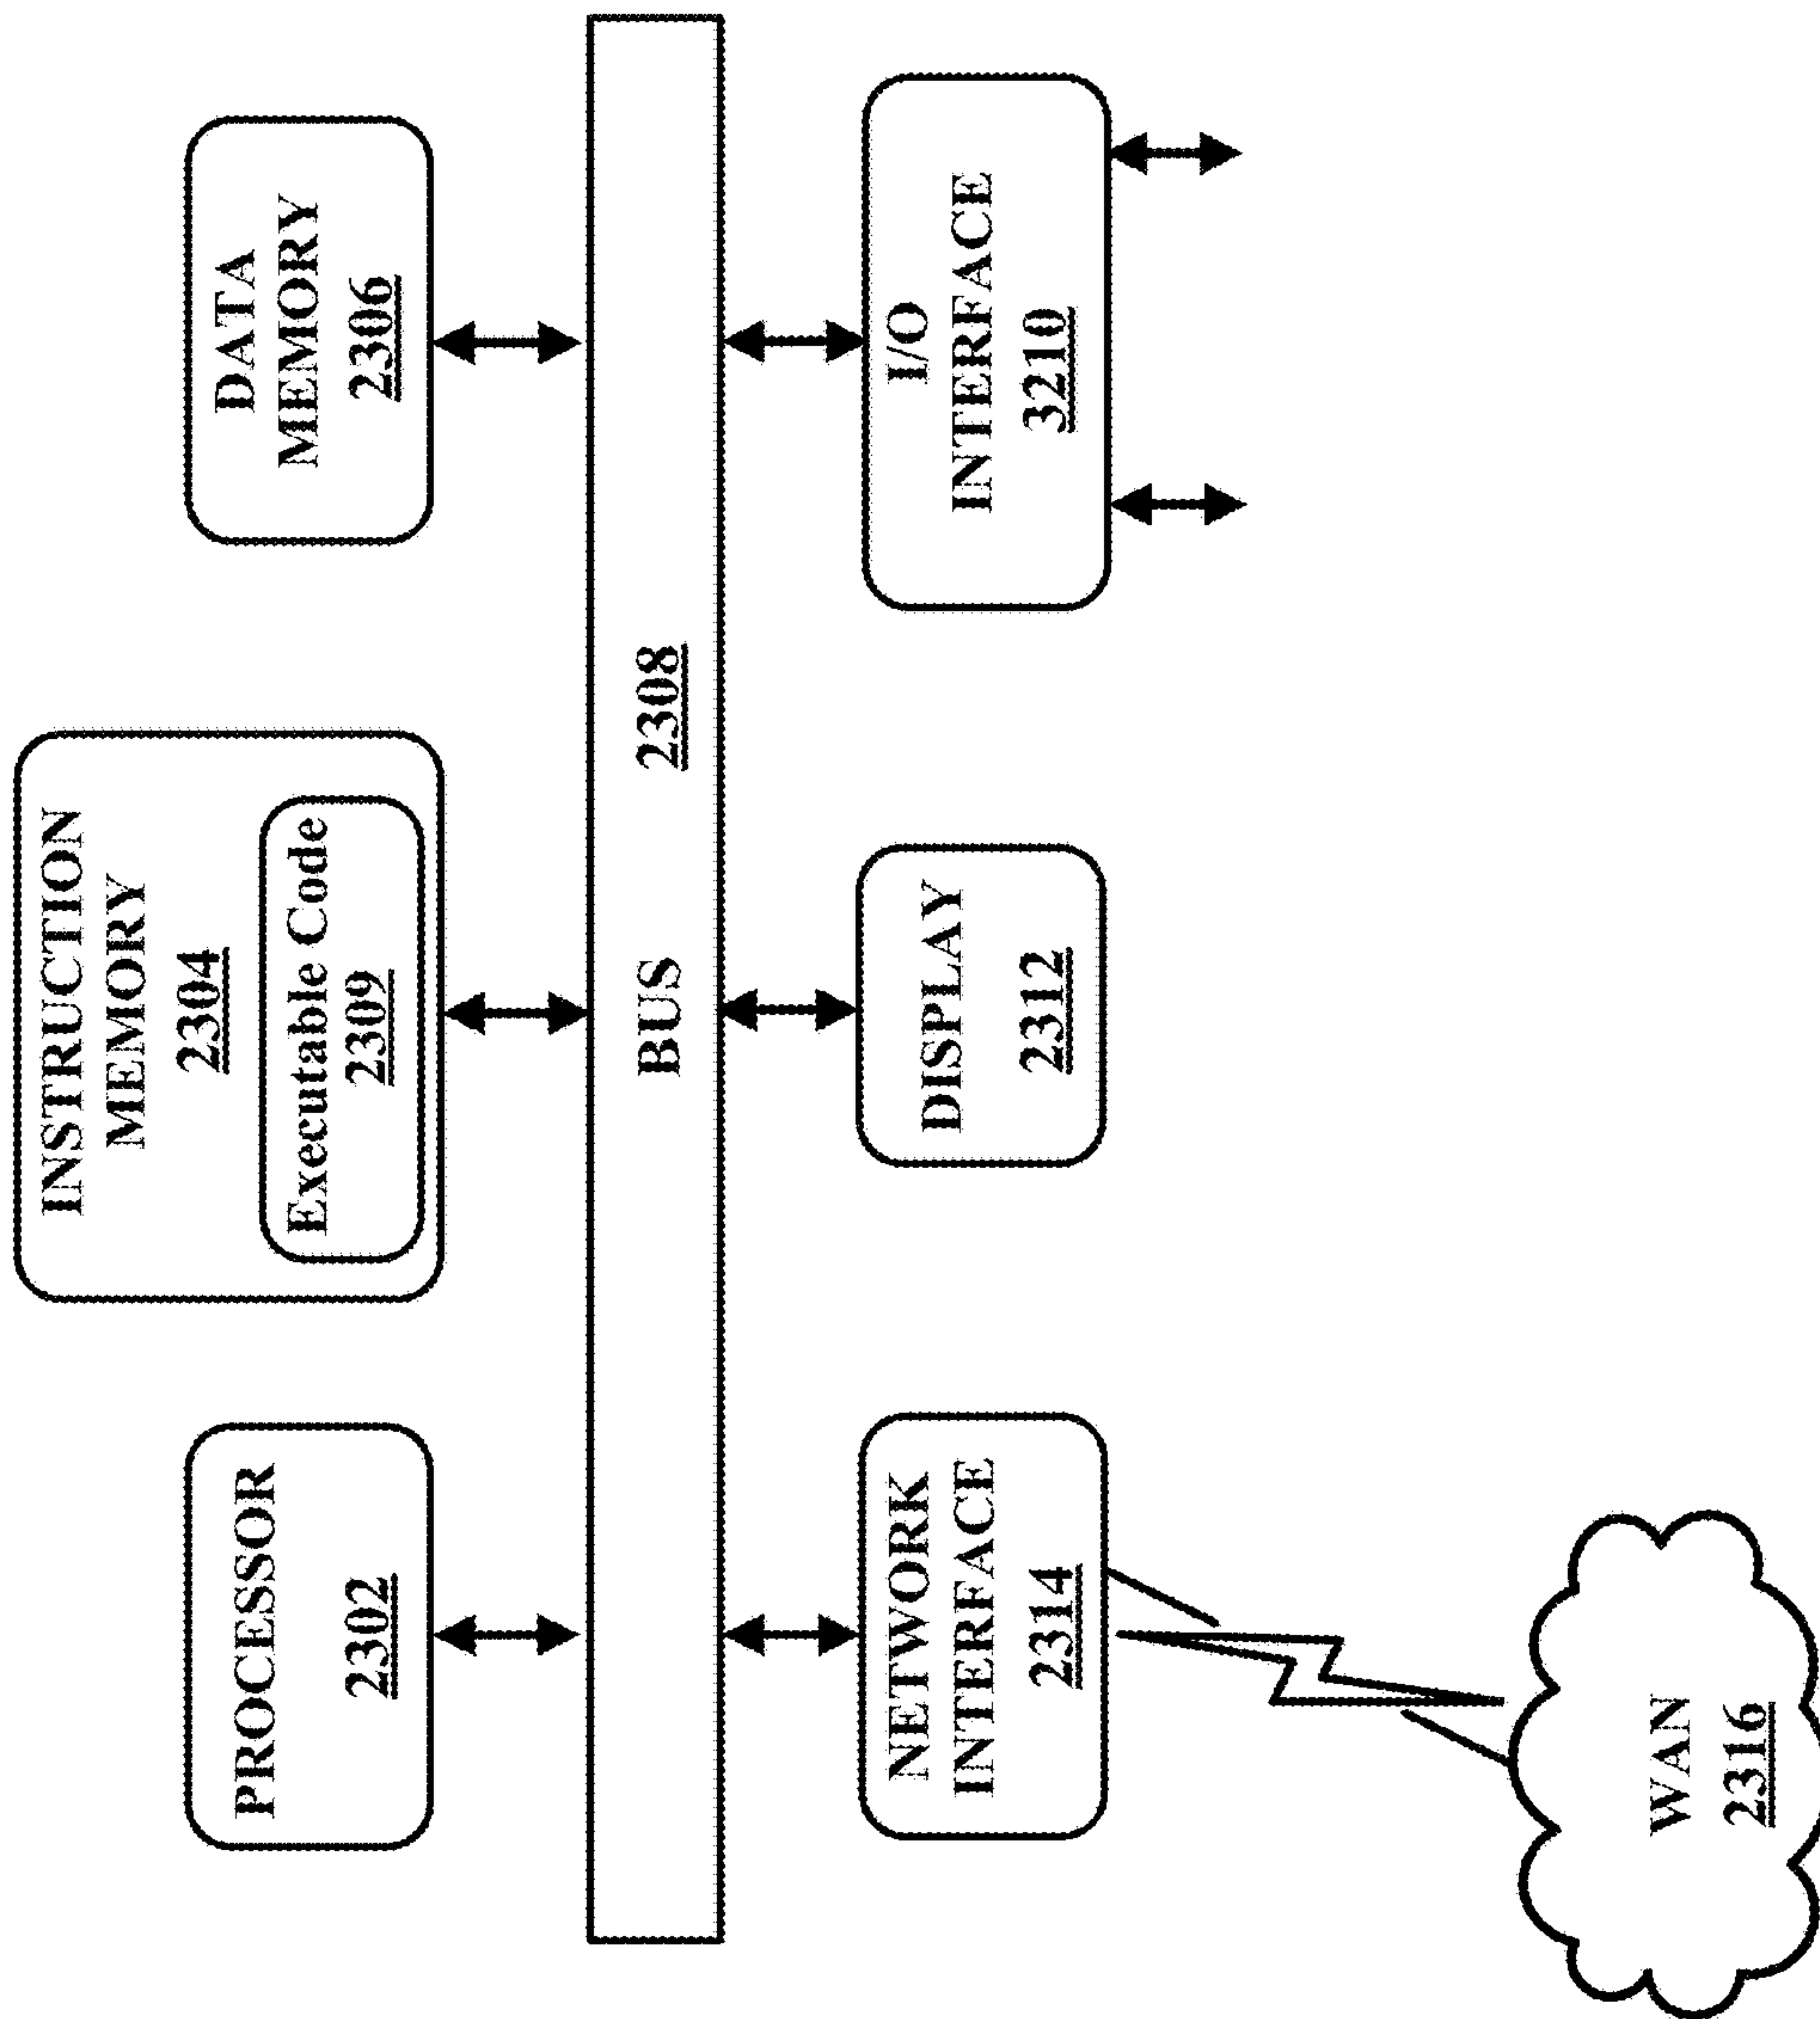 PROCESSOR
2302
INSTRUCTION
MEMORY
2304
Executable Code
2309
DATA
MEMORY
2306
BUS 2308
NETWORK
INTERFACE
2314
DISPLAY
2312
I/O
INTERFACE
3210
WAN
2316